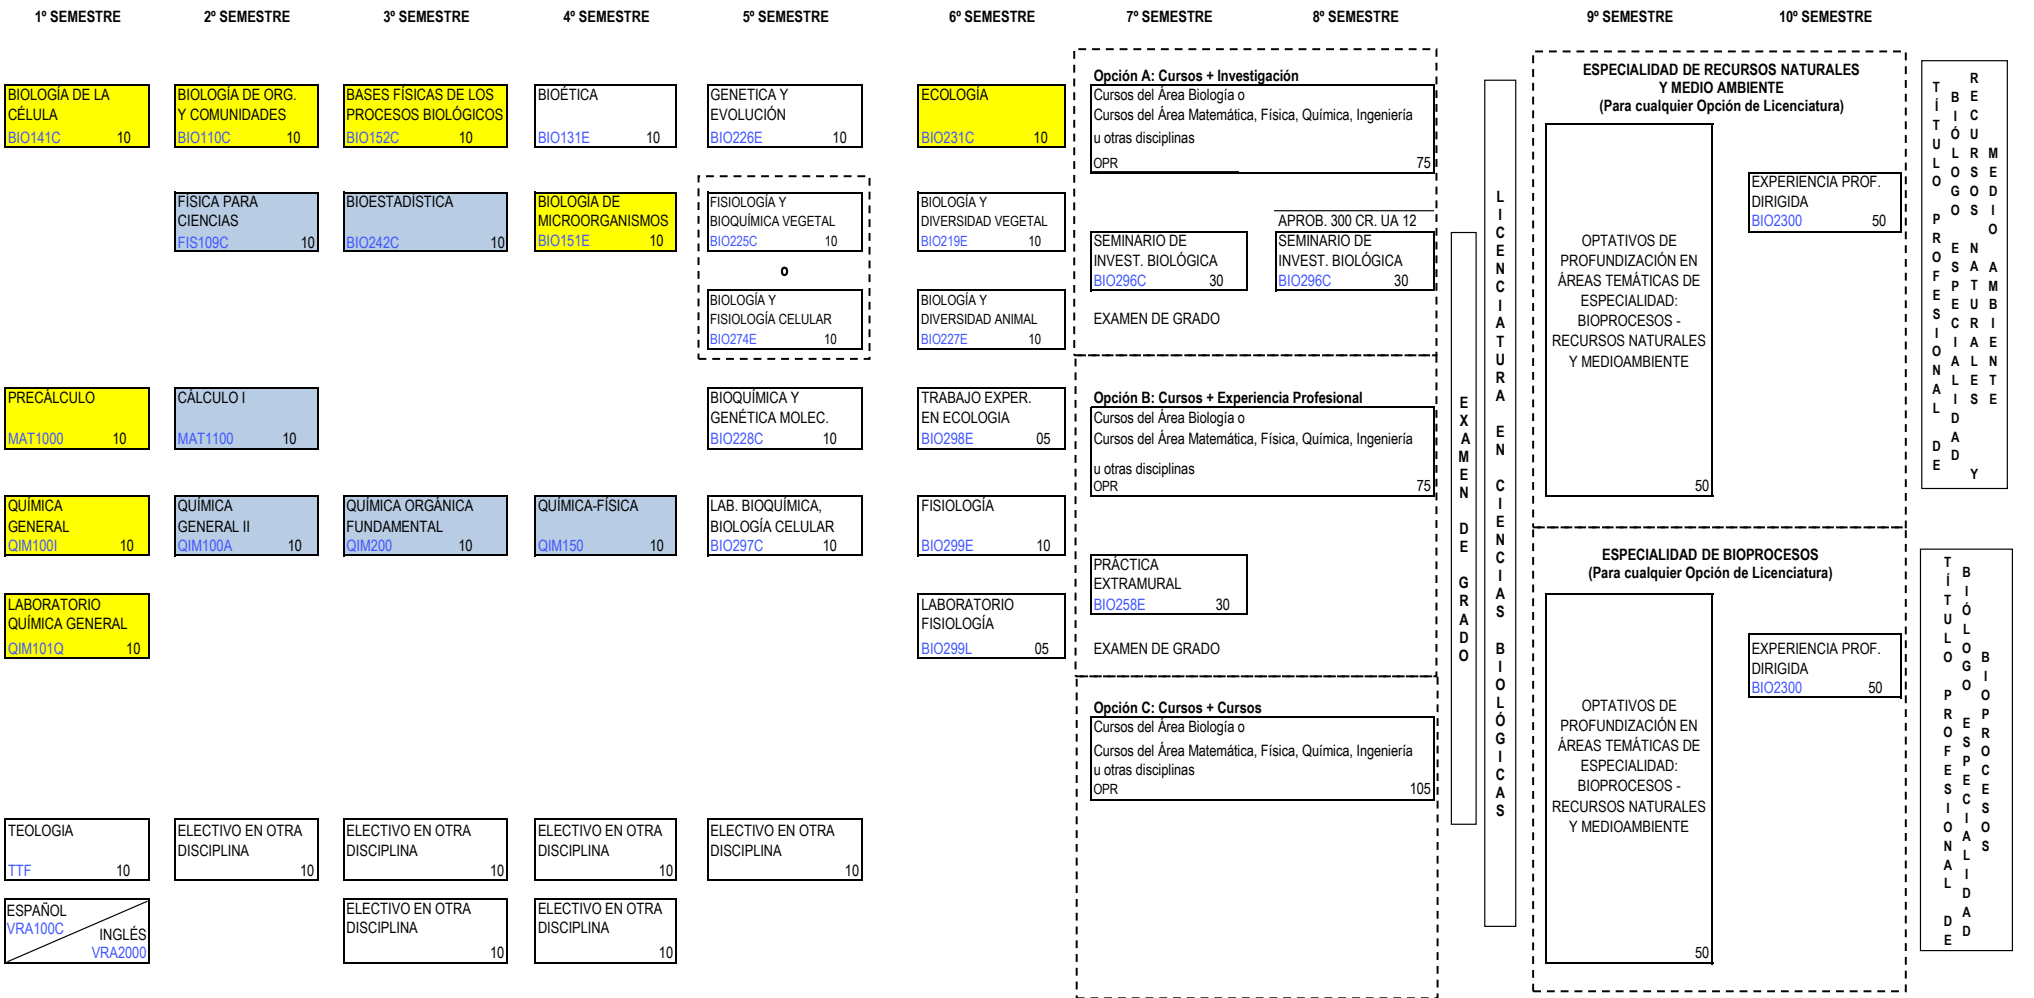 1º SEMESTRE
2º SEMESTRE
3º SEMESTRE
4º SEMESTRE
5º SEMESTRE
6º SEMESTRE
7º SEMESTRE
8º SEMESTRE
9º SEMESTRE
10º SEMESTRE
BIOLOGÍA DE LA
CÉLULA
BIO141C 10
PRECÁLCULO
MAT1000 10
QUÍMICA
GENERAL
QIM100I 10
LABORATORIO
QUÍMICA GENERAL
QIM101Q 10
TEOLOGIA
TTF 10
ESPAÑOL
VRA100C
INGLÉS
VRA2000
BIOLOGÍA DE ORG.
Y COMUNIDADES
BIO110C 10
FÍSICA PARA
CIENCIAS
FIS109C 10
CÁLCULO I
MAT1100 10
QUÍMICA
GENERAL II
QIM100A 10
ELECTIVO EN OTRA
DISCIPLINA
10
BASES FÍSICAS DE LOS
PROCESOS BIOLÓGICOS
BIO152C 10
BIOESTADÍSTICA
BIO242C 10
QUÍMICA ORGÁNICA
FUNDAMENTAL
QIM200 10
ELECTIVO EN OTRA
DISCIPLINA
10
ELECTIVO EN OTRA
DISCIPLINA
10
BIOÉTICA
BIO131E 10
BIOLOGÍA DE
MICROORGANISMOS
BIO151E 10
QUÍMICA-FÍSICA
QIM150 10
ELECTIVO EN OTRA
DISCIPLINA
10
ELECTIVO EN OTRA
DISCIPLINA
10
GENETICA Y
EVOLUCIÓN
BIO226E 10
FISIOLOGÍA Y
BIOQUÍMICA VEGETAL
BIO225C 10
o
BIOLOGÍA Y
FISIOLOGÍA CELULAR
BIO274E 10
BIOQUÍMICA Y
GENÉTICA MOLEC.
BIO228C 10
LAB. BIOQUÍMICA,
BIOLOGÍA CELULAR
BIO297C 10
ELECTIVO EN OTRA
DISCIPLINA
10
ECOLOGÍA
BIO231C 10
BIOLOGÍA Y
DIVERSIDAD VEGETAL
BIO219E 10
BIOLOGÍA Y
DIVERSIDAD ANIMAL
BIO227E 10
TRABAJO EXPER.
EN ECOLOGIA
BIO298E 05
FISIOLOGÍA
BIO299E 10
LABORATORIO
FISIOLOGÍA
BIO299L 05
Opción A: Cursos + Investigación
Cursos del Área Biología o
Cursos del Área Matemática, Física, Química, Ingeniería
u otras disciplinas
OPR 75
SEMINARIO DE
INVEST. BIOLÓGICA
BIO296C 30
APROB. 300 CR. UA 12
SEMINARIO DE
INVEST. BIOLÓGICA
BIO296C 30
EXAMEN DE GRADO
Opción B: Cursos + Experiencia Profesional
Cursos del Área Biología o
Cursos del Área Matemática, Física, Química, Ingeniería
u otras disciplinas
OPR 75
PRÁCTICA
EXTRAMURAL
BIO258E 30
EXAMEN DE GRADO
Opción C: Cursos + Cursos
Cursos del Área Biología o
Cursos del Área Matemática, Física, Química, Ingeniería
u otras disciplinas
OPR 105
EXAMEN DE GRADO
LICENCIATURA EN CIENCIAS BIOLÓGICAS
ESPECIALIDAD DE RECURSOS NATURALES
Y MEDIO AMBIENTE
(Para cualquier Opción de Licenciatura)
OPTATIVOS DE
PROFUNDIZACIÓN EN
ÁREAS TEMÁTICAS DE
ESPECIALIDAD:
BIOPROCESOS -
RECURSOS NATURALES
Y MEDIOAMBIENTE
50
EXPERIENCIA PROF.
DIRIGIDA
BIO2300 50
ESPECIALIDAD DE BIOPROCESOS
(Para cualquier Opción de Licenciatura)
OPTATIVOS DE
PROFUNDIZACIÓN EN
ÁREAS TEMÁTICAS DE
ESPECIALIDAD:
BIOPROCESOS -
RECURSOS NATURALES
Y MEDIOAMBIENTE
50
EXPERIENCIA PROF.
DIRIGIDA
BIO2300 50
TÍTULO PROFESIONAL DE
BIÓLOGO ESPECIALIDAD
RECURSOS NATURALES Y
MEDIO AMBIENTE
TÍTULO PROFESIONAL DE
BIÓLOGO ESPECIALIDAD
BIOPROCESOS